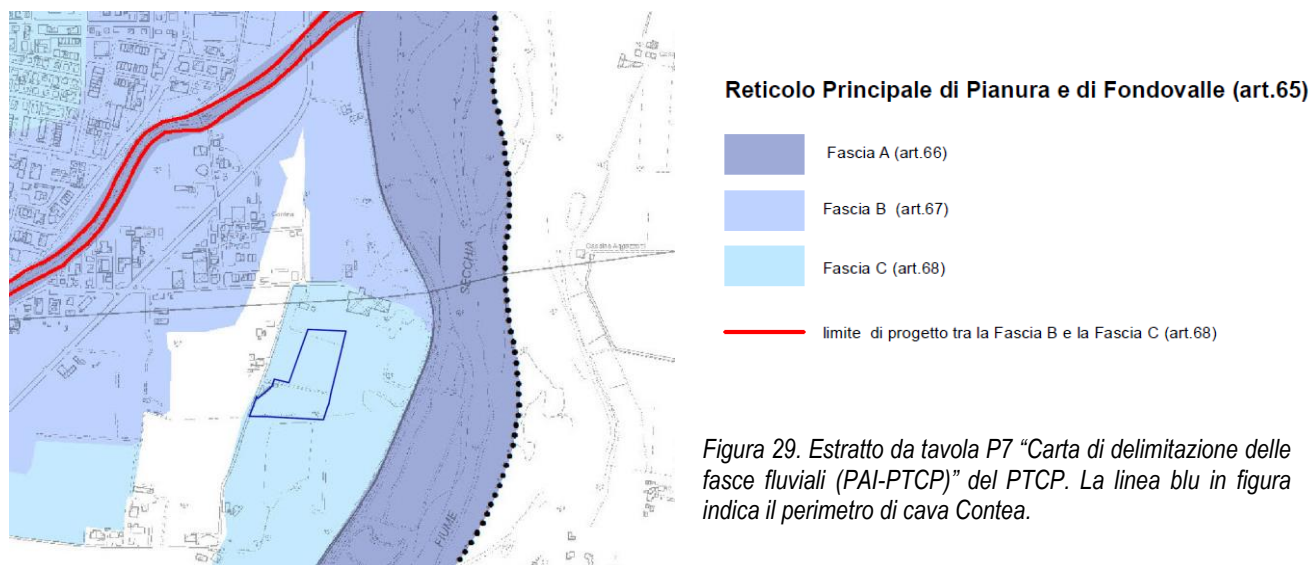 SECCHIA
FIUME
Reticolo Principale di Pianura e di Fondovalle (art.65)
Fascia A (art.66)
Fascia B (art.67)
Fascia C (art.68)
limite di progetto tra la Fascia B e la Fascia C (art.68)
Figura 29. Estratto da tavola P7 “Carta di delimitazione delle
fasce fluviali (PAI-PTCP)” del PTCP. La linea blu in figura
indica il perimetro di cava Contea.